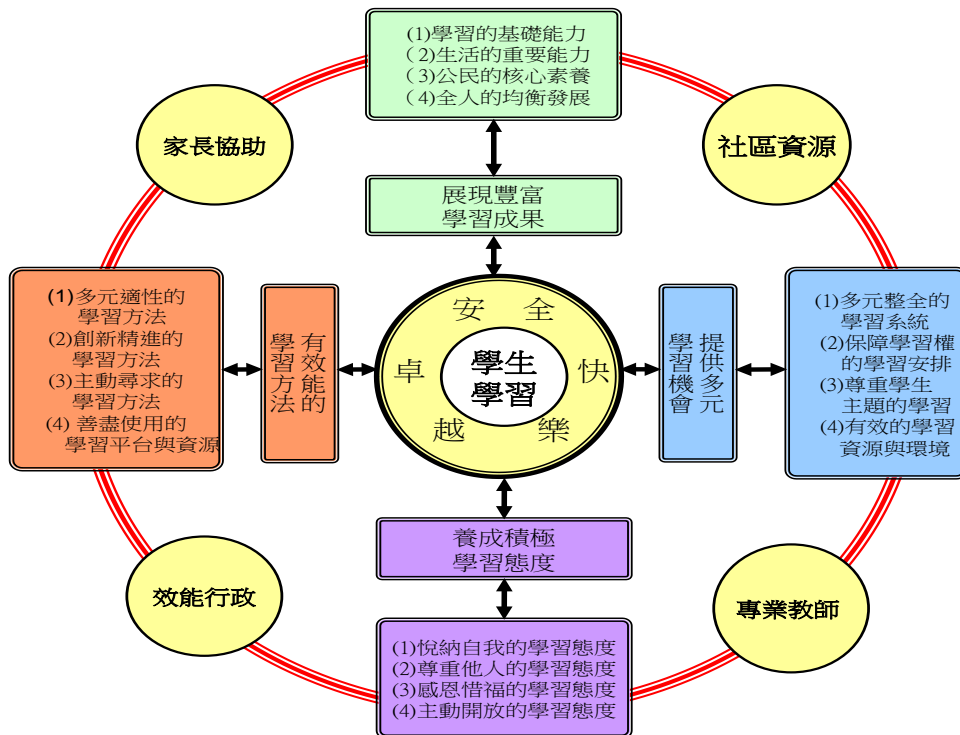 (1)學習的基礎能力
(2)生活的重要能力
(3)公民的核心素養
(4)全人的均衡發展
家長協助
社區資源
展現豐富
學習成果
(1)多元適性的
學習方法
(2)創新精進的
學習方法
(3)主動尋求的
學習方法
(4) 善盡使用的
學習平台與資源
有效能的
學習方法
安全
快樂
卓越
學生
學習
提供多元
學習機會
(1)多元整全的
學習系統
(2)保障學習權
的學習安排
(3)尊重學生
主題的學習
(4)有效的學習
資源與環境
養成積極
學習態度
效能行政
專業教師
(1)悅納自我的學習態度
(2)尊重他人的學習態度
(3)感恩惜福的學習態度
(4)主動開放的學習態度